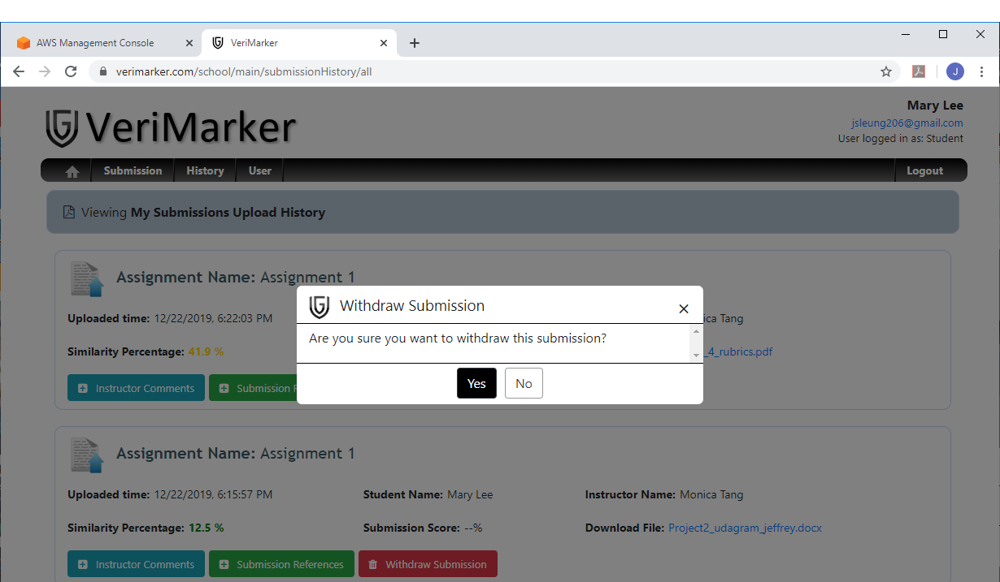 AWS Management Console
VeriMarker
verimarker.com/school/main/submissionHistory/all
J
Mary Lee
jsleung206@gmail.com
User logged in as: Student
VeriMarker
Submission History User Logout
Viewing My Submissions Upload History
Assignment Name: Assignment 1
Uploaded time: 12/22/2019, 6:22:03 PM
ica Tang
Similarity Percentage: 41.9 %
_4_rubrics.pdf
Instructor Comments
Submission
Withdraw Submission
Are you sure you want to withdraw this submission?
Yes No
Assignment Name: Assignment 1
Uploaded time: 12/22/2019, 6:15:57 PM Student Name: Mary Lee Instructor Name: Monica Tang
Similarity Percentage: 12.5 % Submission Score: --% Download File: Project2_udagram_jeffrey.docx
Instructor Comments Submission References Withdraw Submission